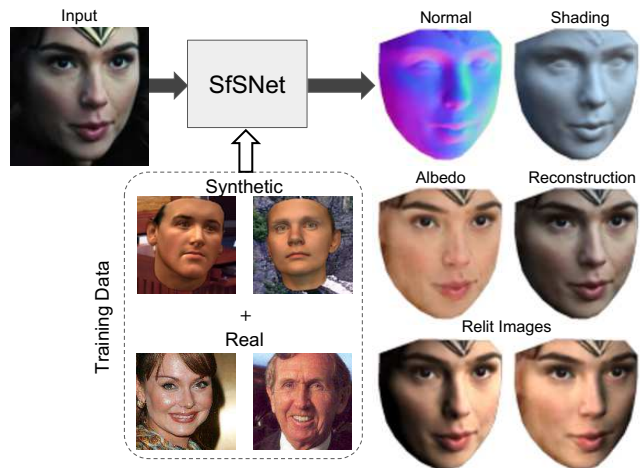 Input
SfSNet
Normal
Shading
Synthetic
Albedo
Reconstruction
Training Data
+
Real
Relit Images